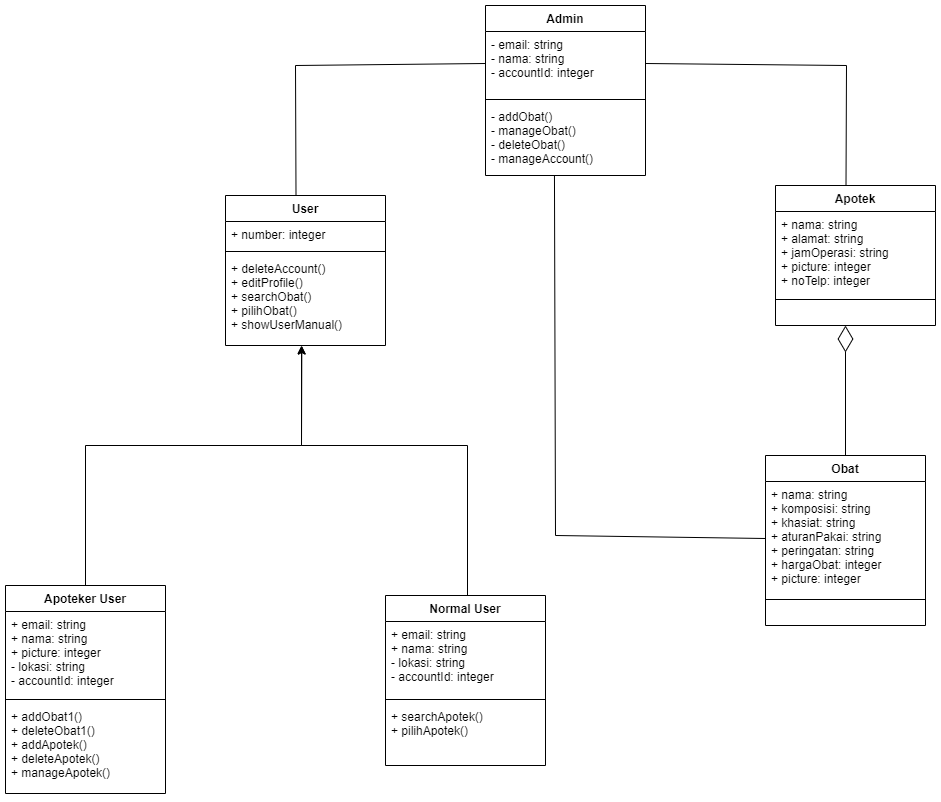 Admin
- email: string
- nama: string
- accountId: integer
- addObat()
- manageObat()
- deleteObat()
- manageAccount()
User
+ number: integer
+ deleteAccount()
+ editProfile()
+ searchObat()
+ pilihObat()
+ showUserManual()
Apotek
+ nama: string
+ alamat: string
+ jamOperasi: string
+ picture: integer
+ noTelp: integer
Obat
+ nama: string
+ komposisi: string
+ khasiat: string
+ aturanPakai: string
+ peringatan: string
+ hargaObat: integer
+ picture: integer
Apoteker User
+ email: string
+ nama: string
+ picture: integer
- lokasi: string
- accountId: integer
+ addObat1()
+ deleteObat1()
+ addApotek()
+ deleteApotek()
+ manageApotek()
Normal User
+ email: string
+ nama: string
- lokasi: string
- accountId: integer
+ searchApotek()
+ pilihApotek()